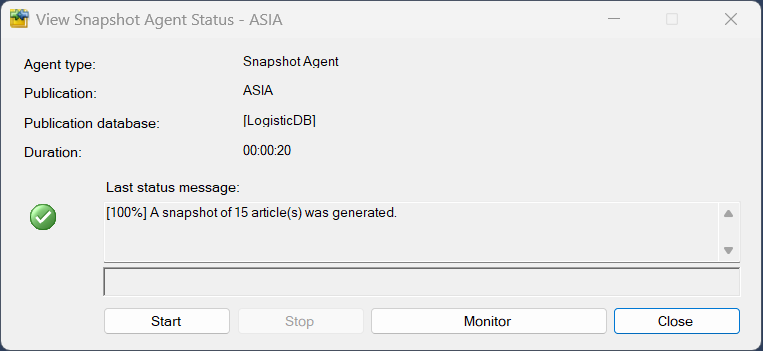 View Snapshot Agent Status - ASIA
Agent type: Snapshot Agent
Publication: ASIA
Publication database: [LogisticDB]
Duration: 00:00:20
Last status message:
[100%] A snapshot of 15 article(s) was generated.
Start Stop Monitor Close